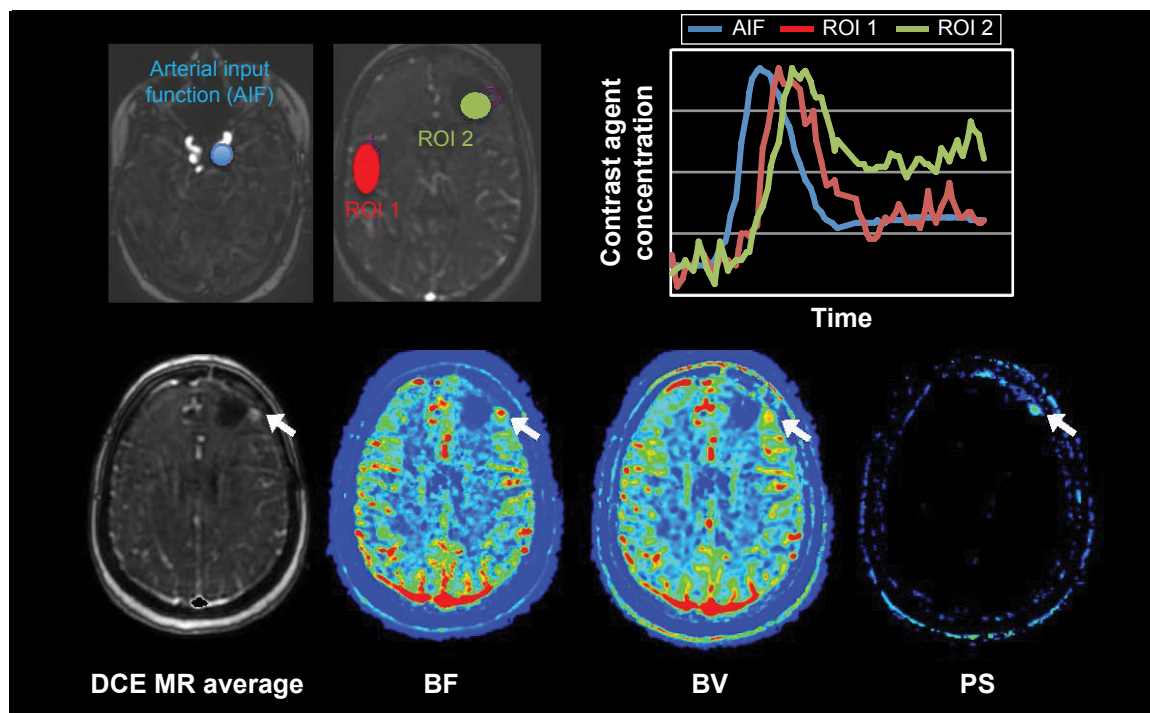 Arterial input
function (AIF)
ROI 2
ROI 1
AIF ROI 1 ROI 2
Contrast agent
concentration
Time
DCE MR average BF BV PS